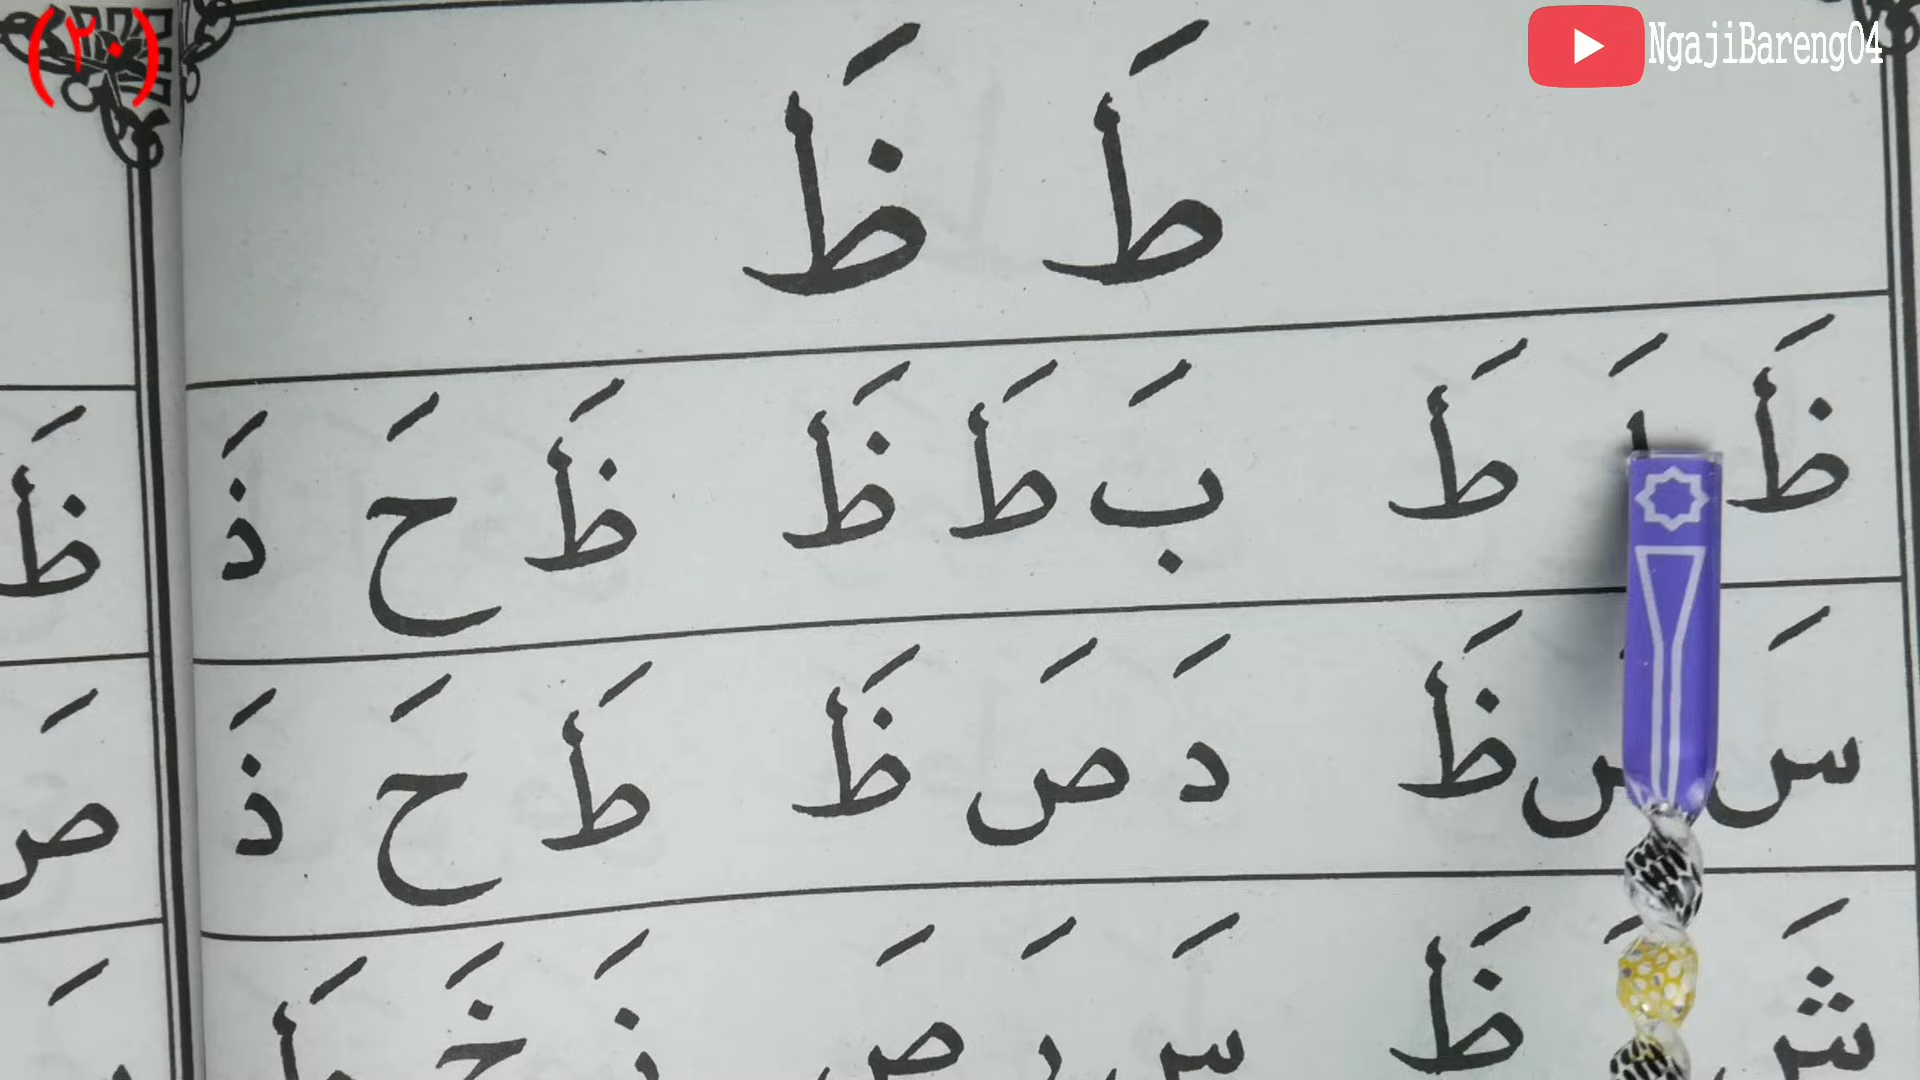 (٢٠)
NgajiBareng04
طَ ظَ
ظَ طَ بَ طَ ظَ ظَ حَ ذَ
سَ ظَ دَ صَ ظَ طَ حَ ذَ
شَ ظَ سَ صَ خَ
ظَ
صَ